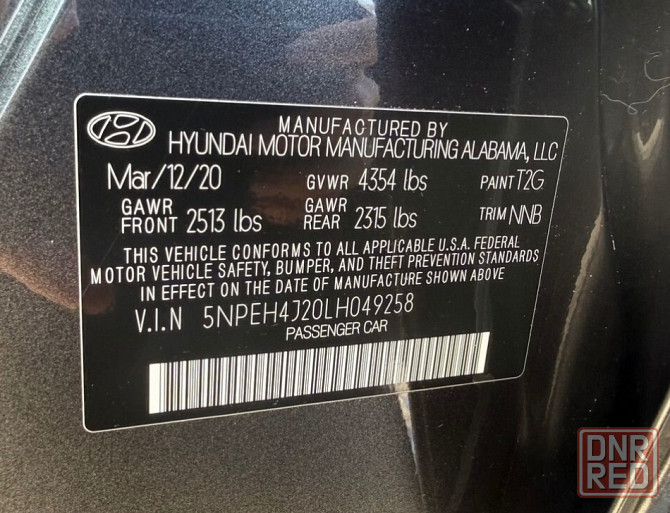 MANUFACTURED BY
HYUNDAI MOTOR MANUFACTURING ALABAMA, LLC
Mar/12/20 GVWR 4354 lbs PAINT T2G
GAWR FRONT 2513 lbs GAWR REAR 2315 lbs TRIM NNB
THIS VEHICLE CONFORMS TO ALL APPLICABLE U.S.A. FEDERAL
MOTOR VEHICLE SAFETY, BUMPER, AND THEFT PREVENTION STANDARDS
IN EFFECT ON THE DATE OF MANUFACTURE SHOWN ABOVE
V.I.N 5NPEH4J20LH049258
PASSENGER CAR
DNR
RED